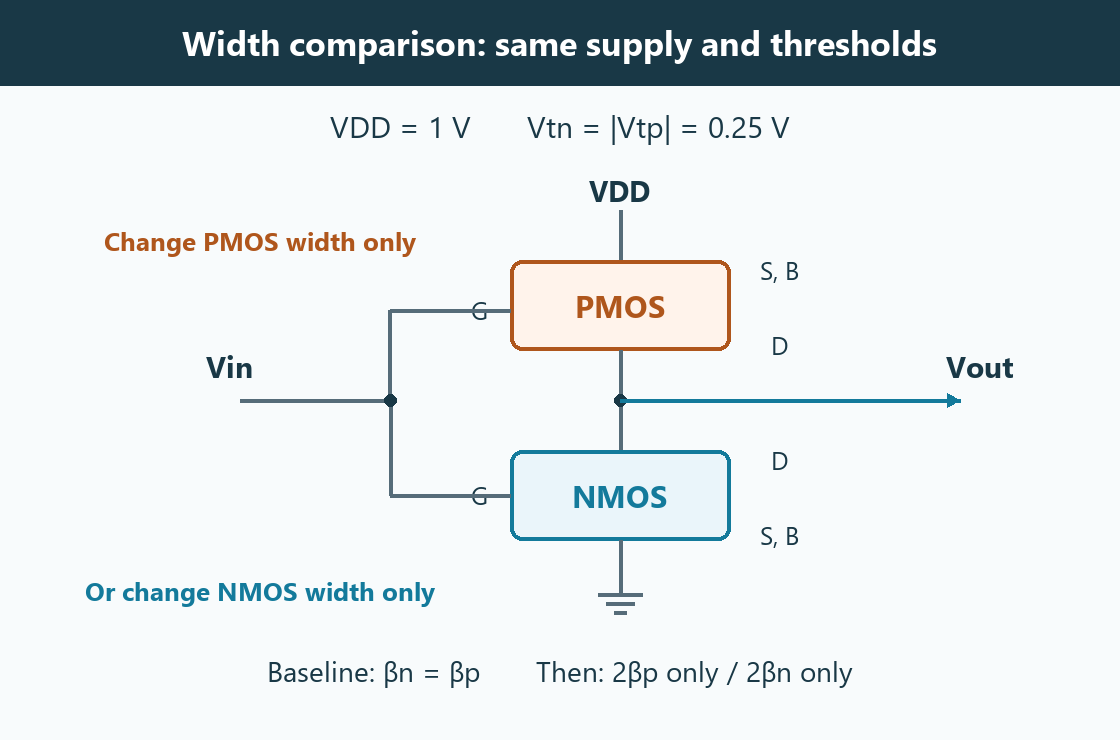 Width comparison: same supply and thresholds
VDD = 1 V Vtn = |Vtp| = 0.25 V
VDD
Change PMOS width only
S, B
G
PMOS
D
Vin
Vout
D
G
NMOS
S, B
Or change NMOS width only
Baseline: βn = βp Then: 2βp only / 2βn only